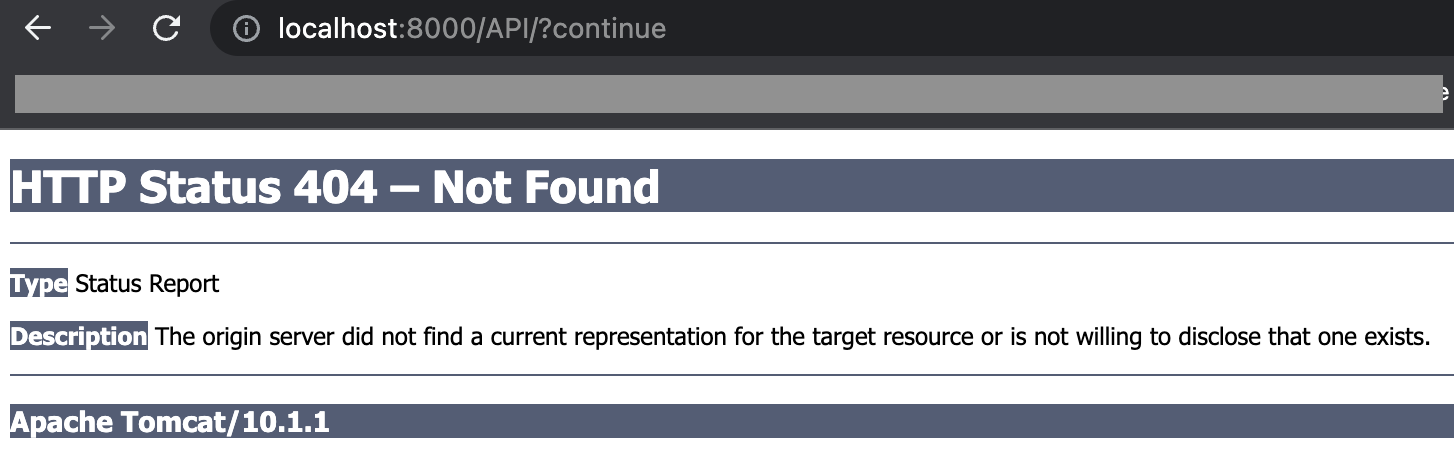 localhost:8000/API/?continue
HTTP Status 404 – Not Found
Type Status Report
Description The origin server did not find a current representation for the target resource or is not willing to disclose that one exists.
Apache Tomcat/10.1.1